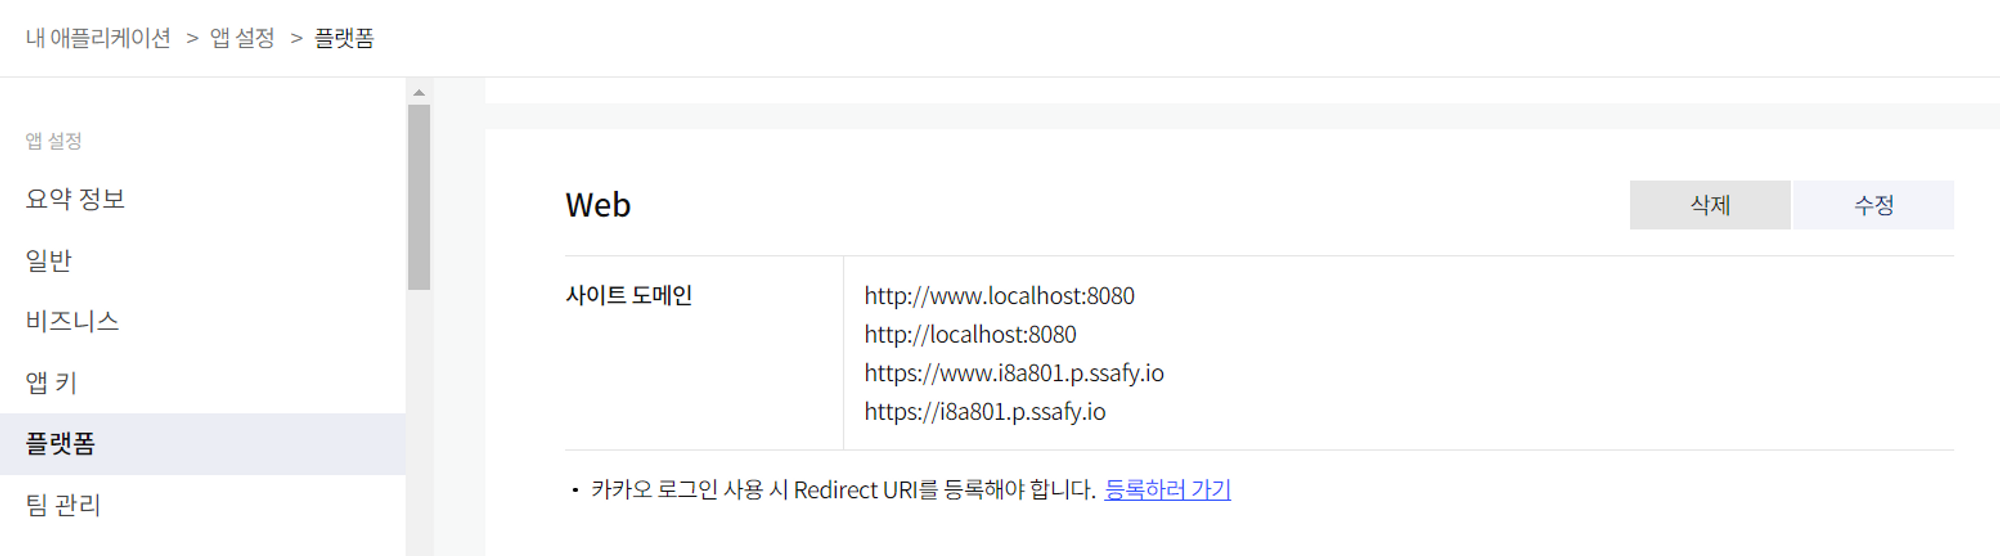 내 애플리케이션 > 앱 설정 > 플랫폼
앱 설정
요약 정보
일반
비즈니스
앱 키
플랫폼
팀 관리
Web
삭제
수정
사이트 도메인
http://www.localhost:8080
http://localhost:8080
https://www.i8a801.p.ssafy.io
https://i8a801.p.ssafy.io
• 카카오 로그인 사용 시 Redirect URI를 등록해야 합니다. 등록하러 가기